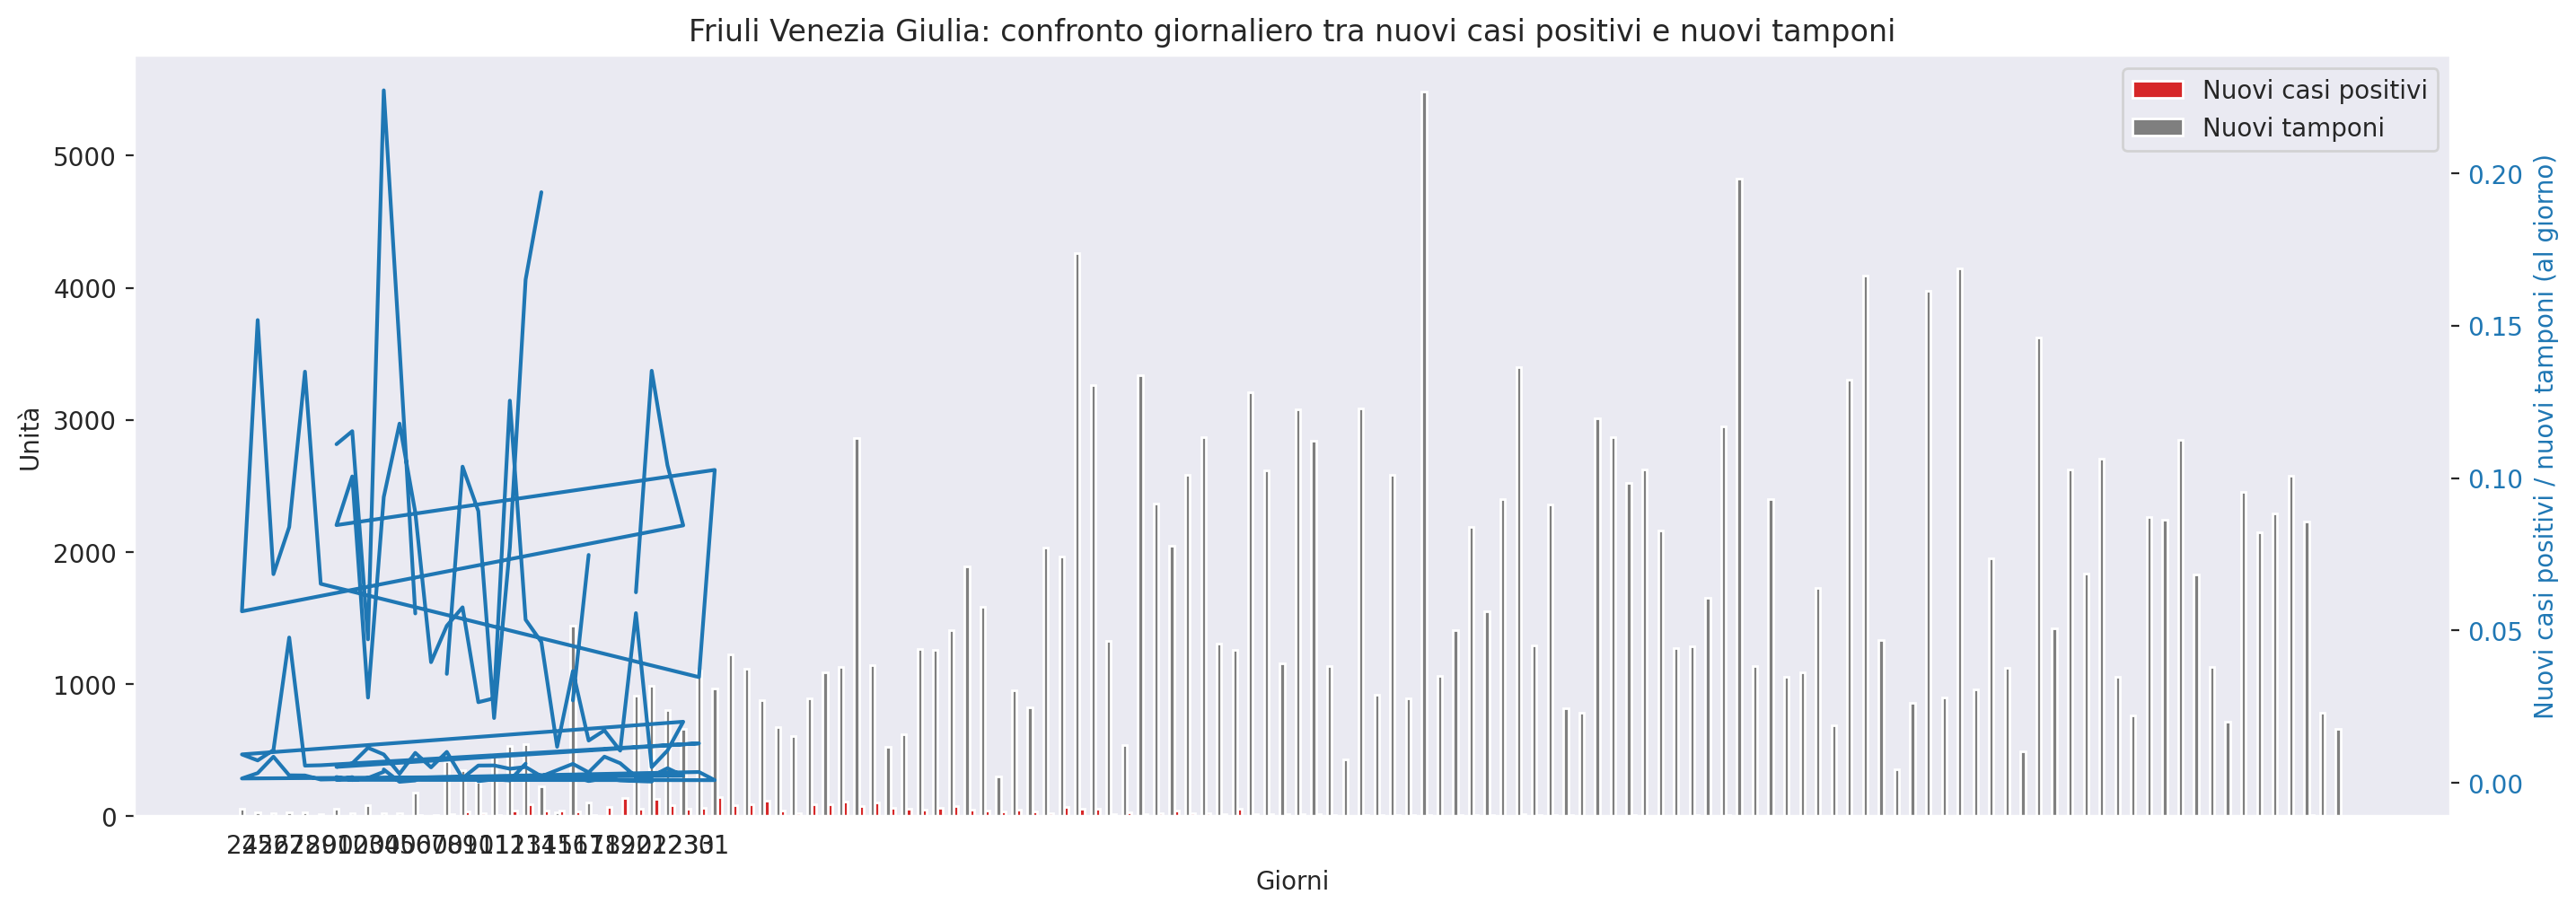 Friuli Venezia Giulia: confronto giornaliero tra nuovi casi positivi e nuovi tamponi
Nuovi casi positivi
Nuovi tamponi
5000
4000
3000
2000
1000
0
Unità
0.20
0.15
0.10
0.05
0.00
Nuovi casi positivi / nuovi tamponi (al giorno)
Giorni